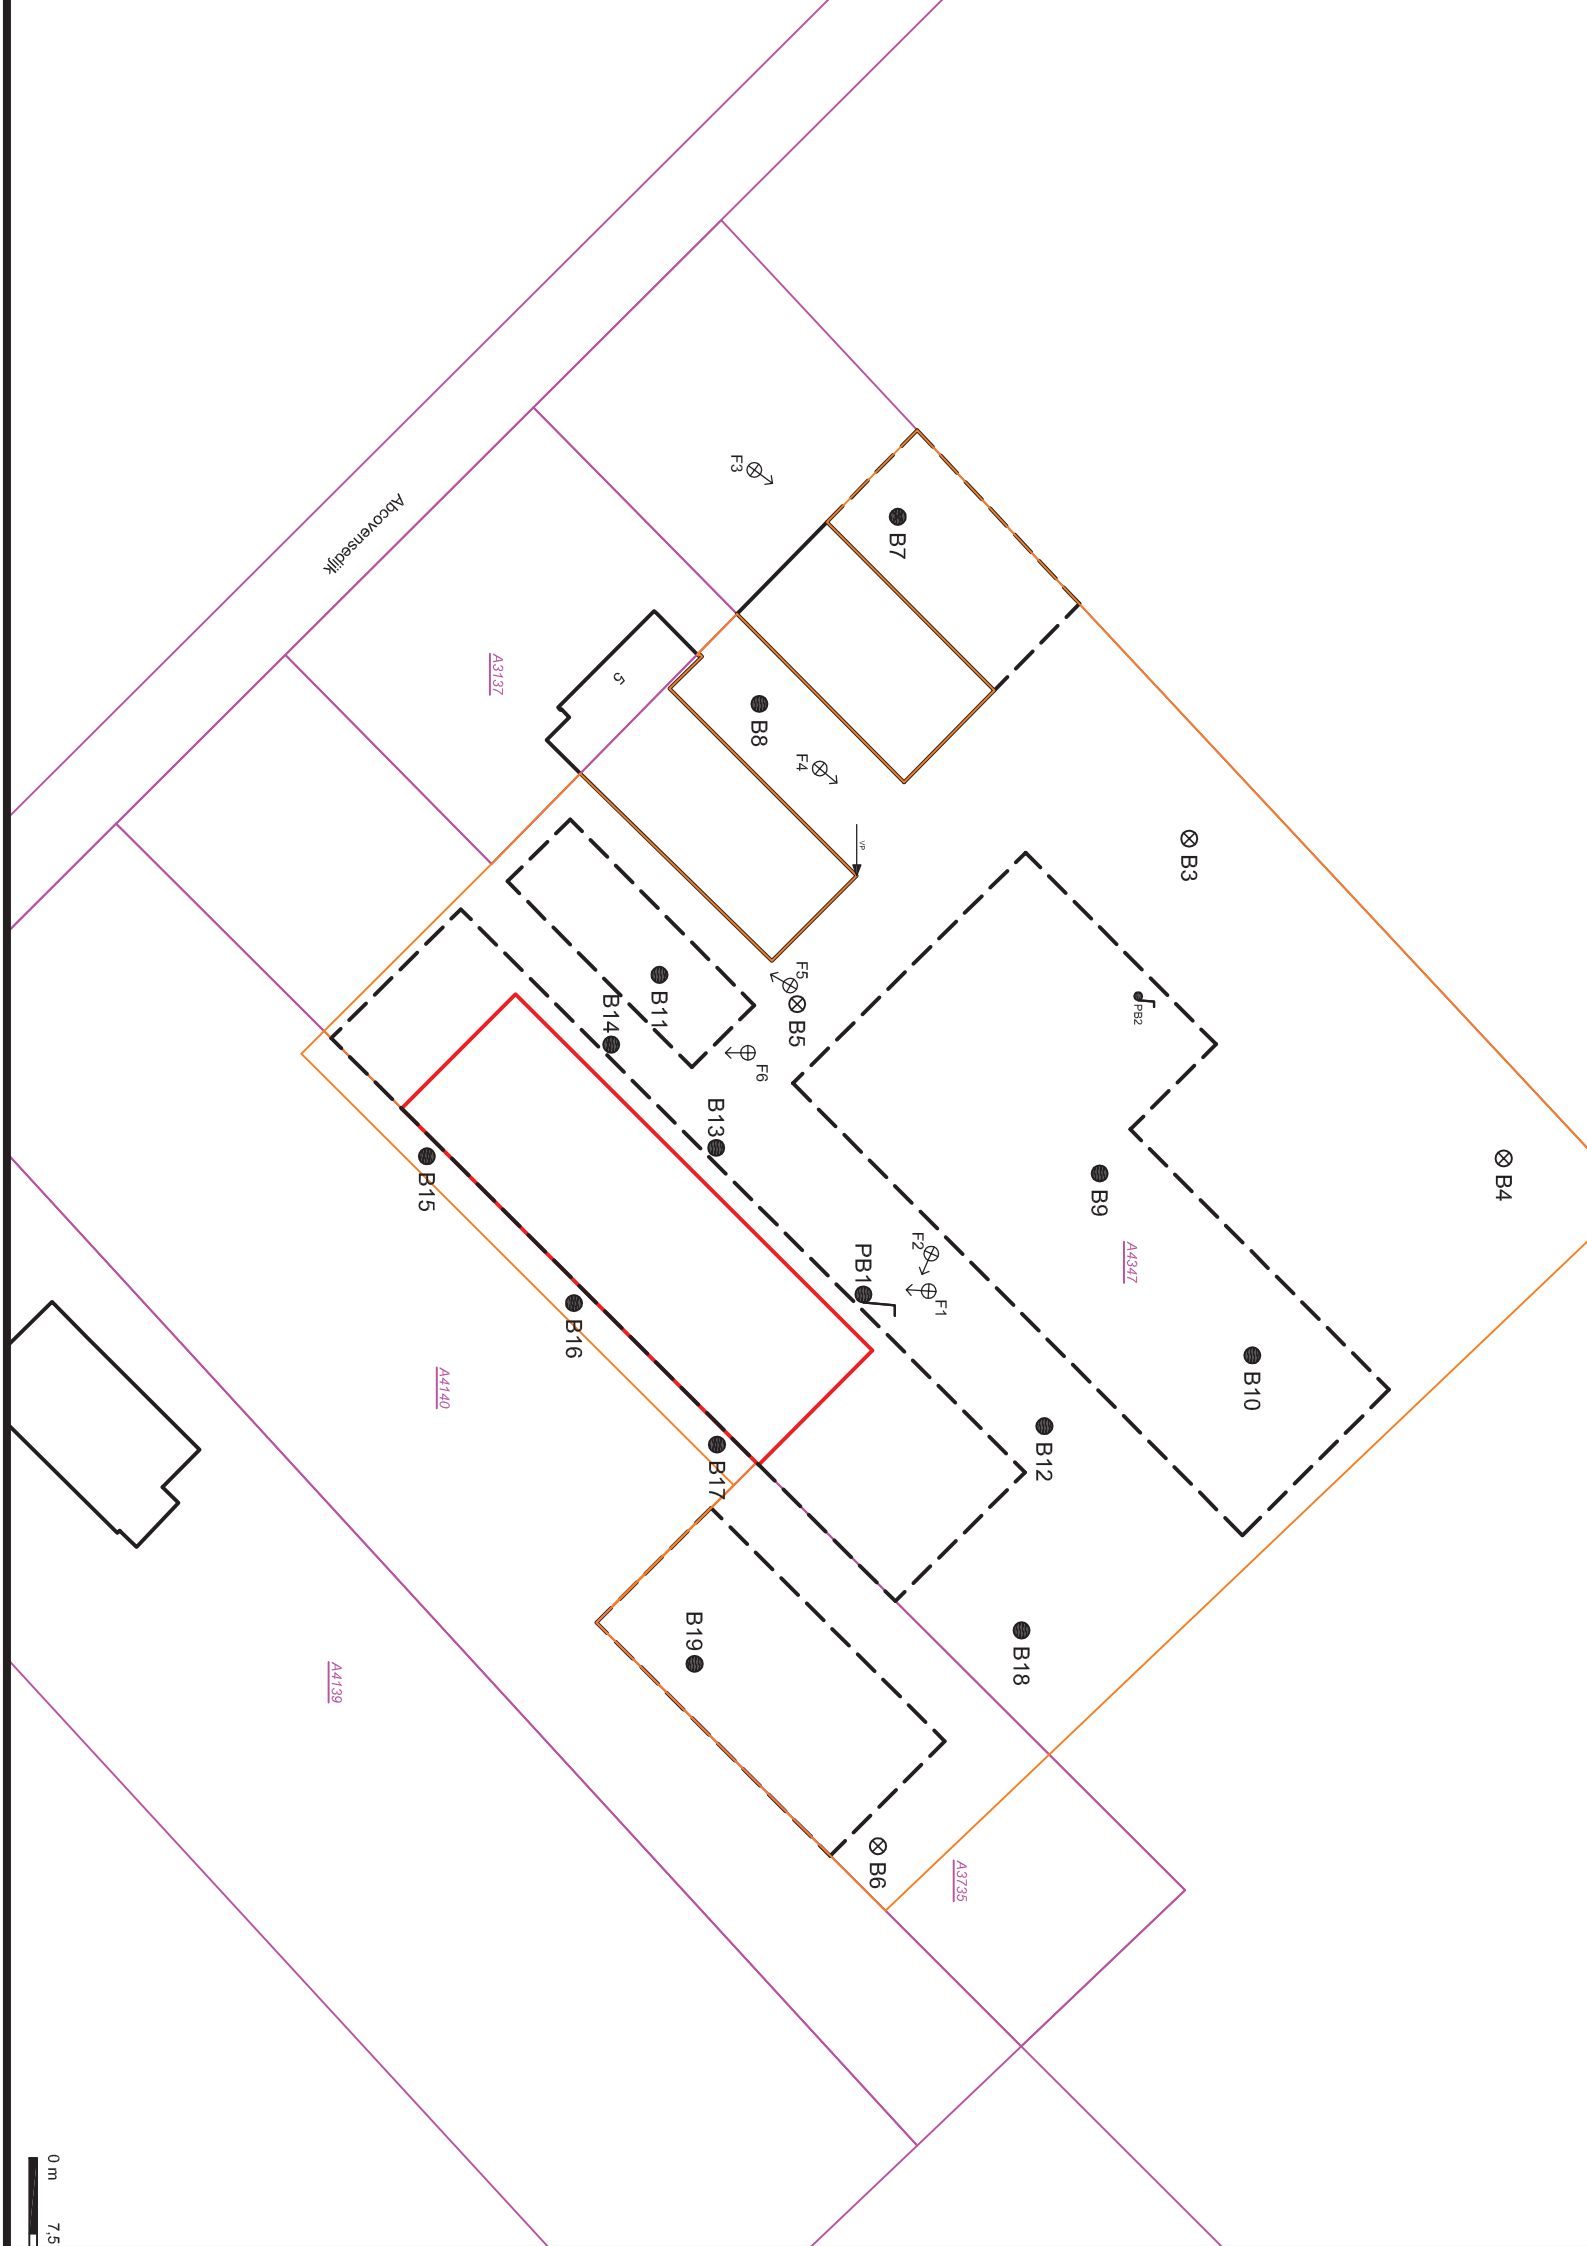 B3
B4
B7
F3
Abcovensedijk
A3137
5
B8
F4
VP
PB2
B9
A4347
B10
B11
B14
F5
B5
F6
B13
B15
F2
F1
PB1
B16
A4140
B12
B17
B18
B19
A4139
B6
A3735
0 m
7,5